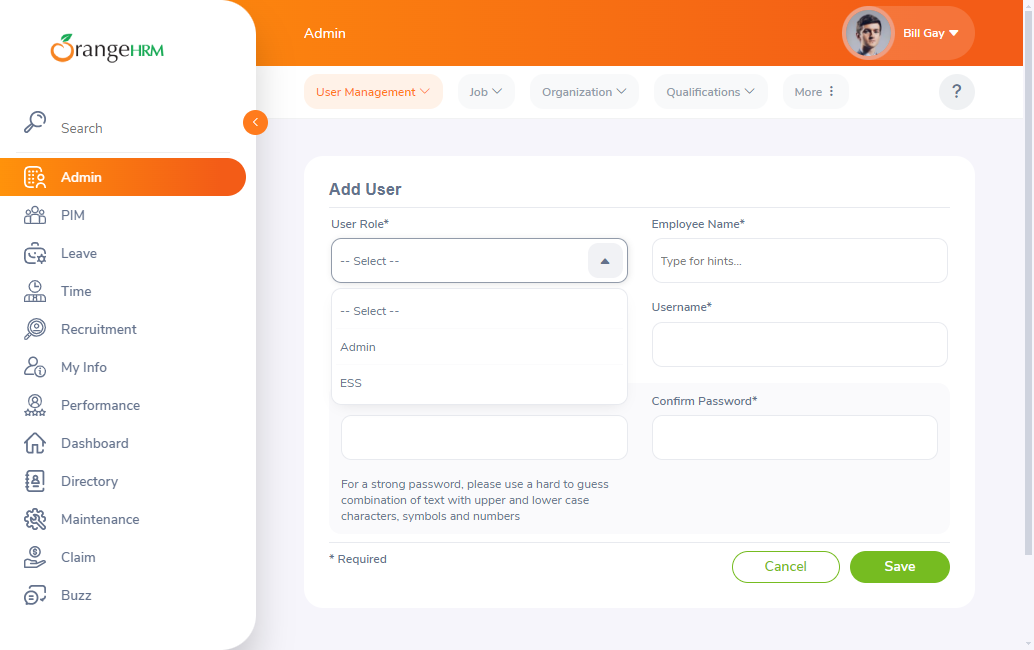 OrangeHRM
Search
Admin
PIM
Leave
Time
Recruitment
My Info
Performance
Dashboard
Directory
Maintenance
Claim
Buzz
Admin
Bill Gay
User Management
Job
Organization
Qualifications
More
?
Add User
User Role*
Employee Name*
-- Select --
Type for hints...
-- Select --
Admin
ESS
Username*
Confirm Password*
For a strong password, please use a hard to guess
combination of text with upper and lower case
characters, symbols and numbers
* Required
Cancel
Save